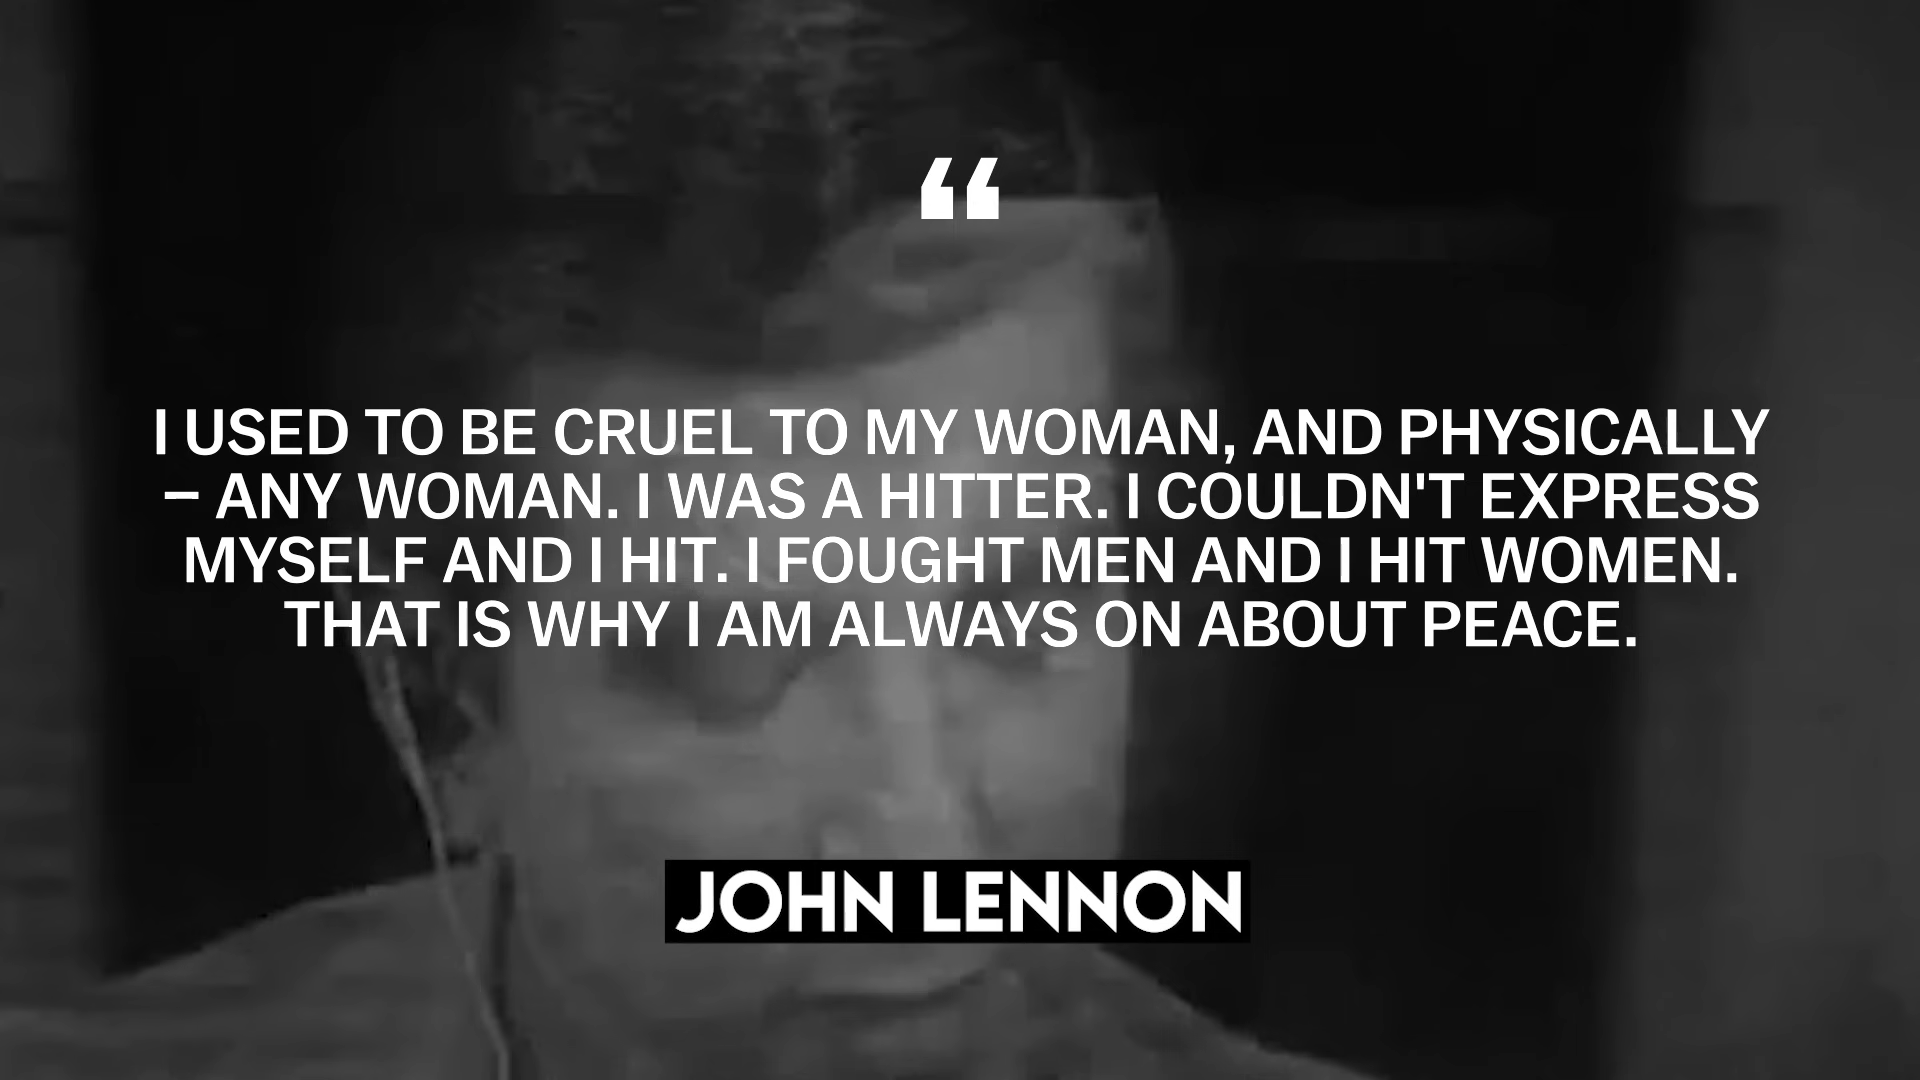 “
I USED TO BE CRUEL TO MY WOMAN, AND PHYSICALLY
– ANY WOMAN. I WAS A HITTER. I COULDN'T EXPRESS
MYSELF AND I HIT. I FOUGHT MEN AND I HIT WOMEN.
THAT IS WHY I AM ALWAYS ON ABOUT PEACE.
JOHN LENNON